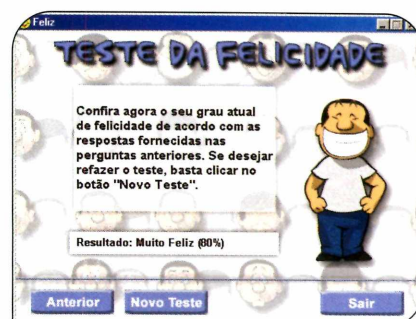 Feliz
TESTE DA FELICIDADE
Confira agora o seu grau atual
de felicidade de acordo com as
respostas fornecidas nas
perguntas anteriores. Se desejar
refazer o teste, basta clicar no
botão "Novo Teste".
Resultado: Muito Feliz (80%)
Anterior
Novo Teste
Sair